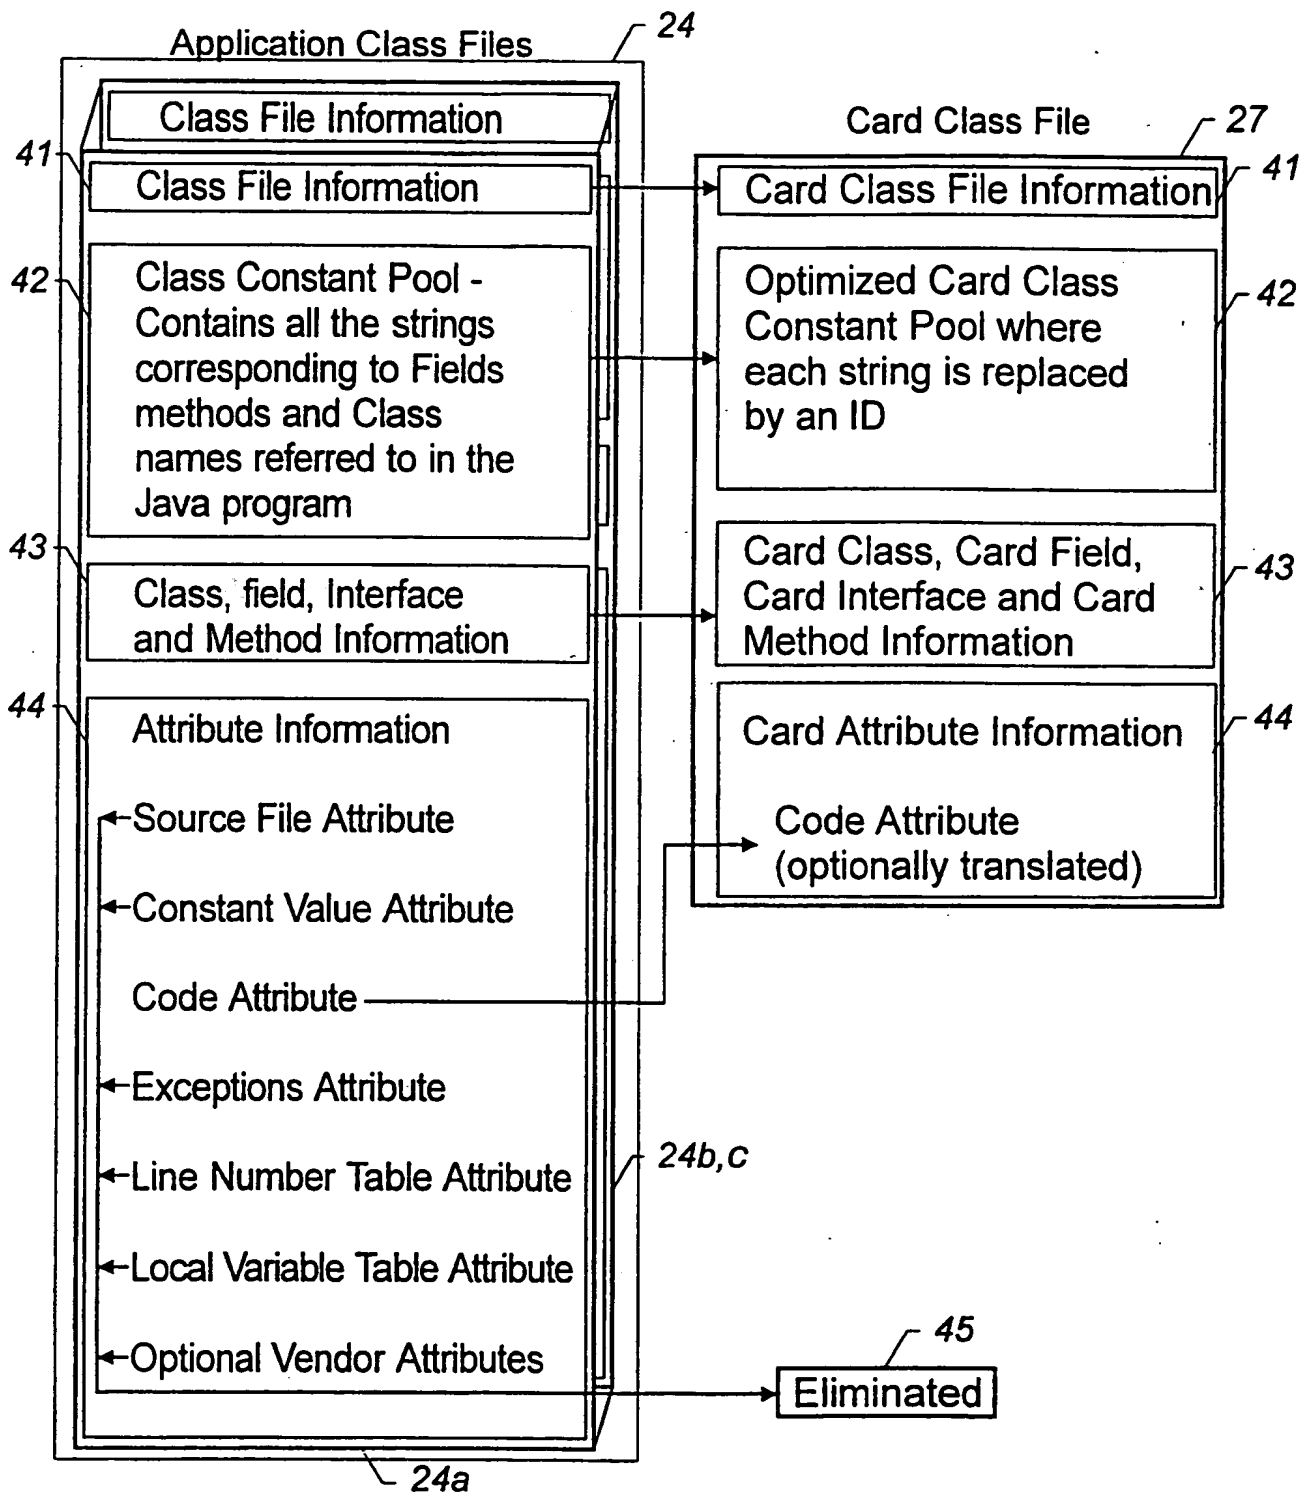 Application Class Files
24
Class File Information
41
Class File Information
42
Class Constant Pool -
Contains all the strings
corresponding to Fields
methods and Class
names referred to in the
Java program
43
Class, field, Interface
and Method Information
44
Attribute Information
Source File Attribute
Constant Value Attribute
Code Attribute
Exceptions Attribute
Line Number Table Attribute
Local Variable Table Attribute
Optional Vendor Attributes
24b,c
24a
Card Class File
27
Card Class File Information
41
Optimized Card Class
Constant Pool where
each string is replaced
by an ID
42
Card Class, Card Field,
Card Interface and Card
Method Information
43
Card Attribute Information
44
Code Attribute
(optionally translated)
45
Eliminated